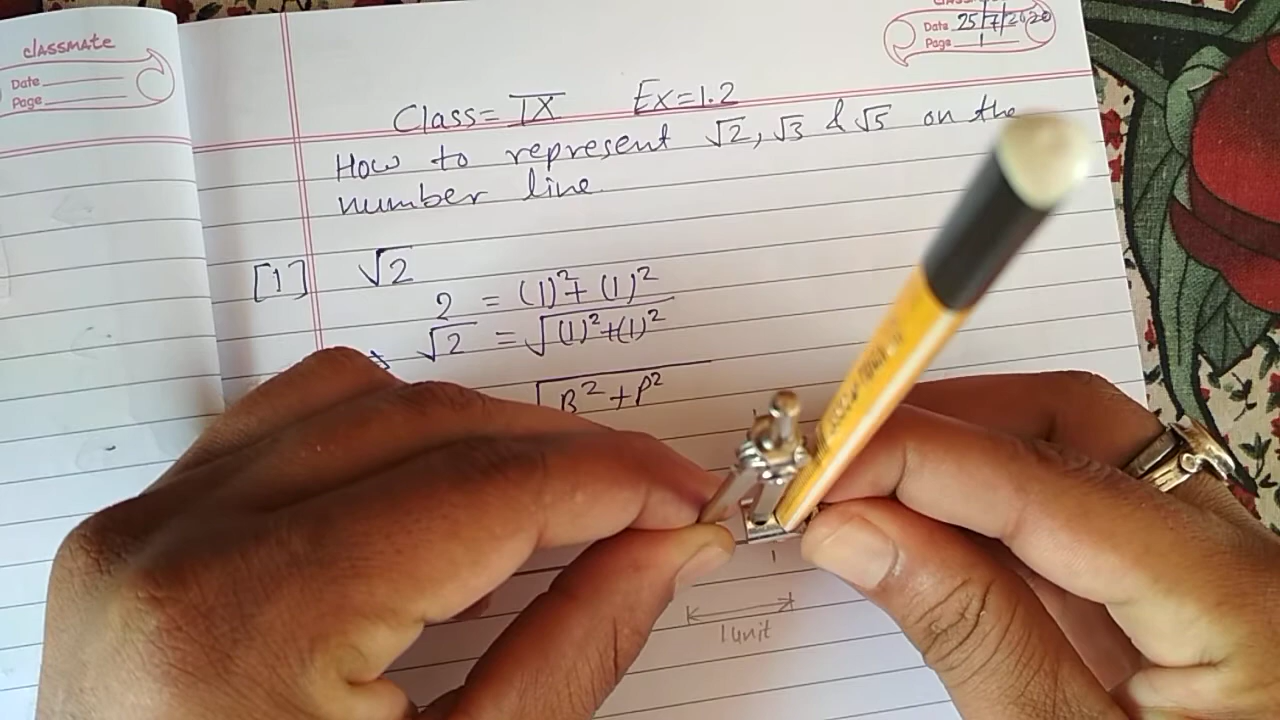 classmate
Date
Page
Date 25/7/2020
Page 1
Class= IX Ex=1.2
How to represent √2, √3 & √5 on the
number line.
[1] √2
2 = (1)²+ (1)²
√2 = √(1)²+(1)²
√B²+P²
1
1 unit